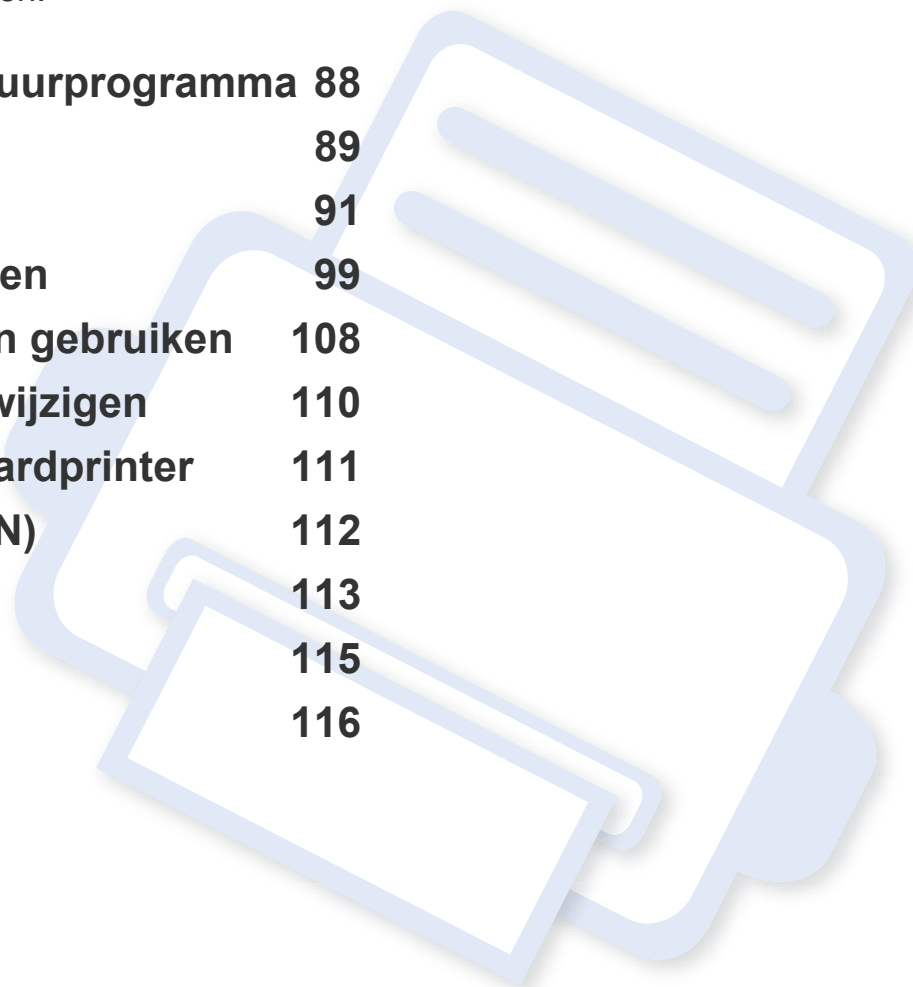 uurprogramma 88
89
91
en 99
n gebruiken 108
wijzigen 110
ardprinter 111
N) 112
113
115
116